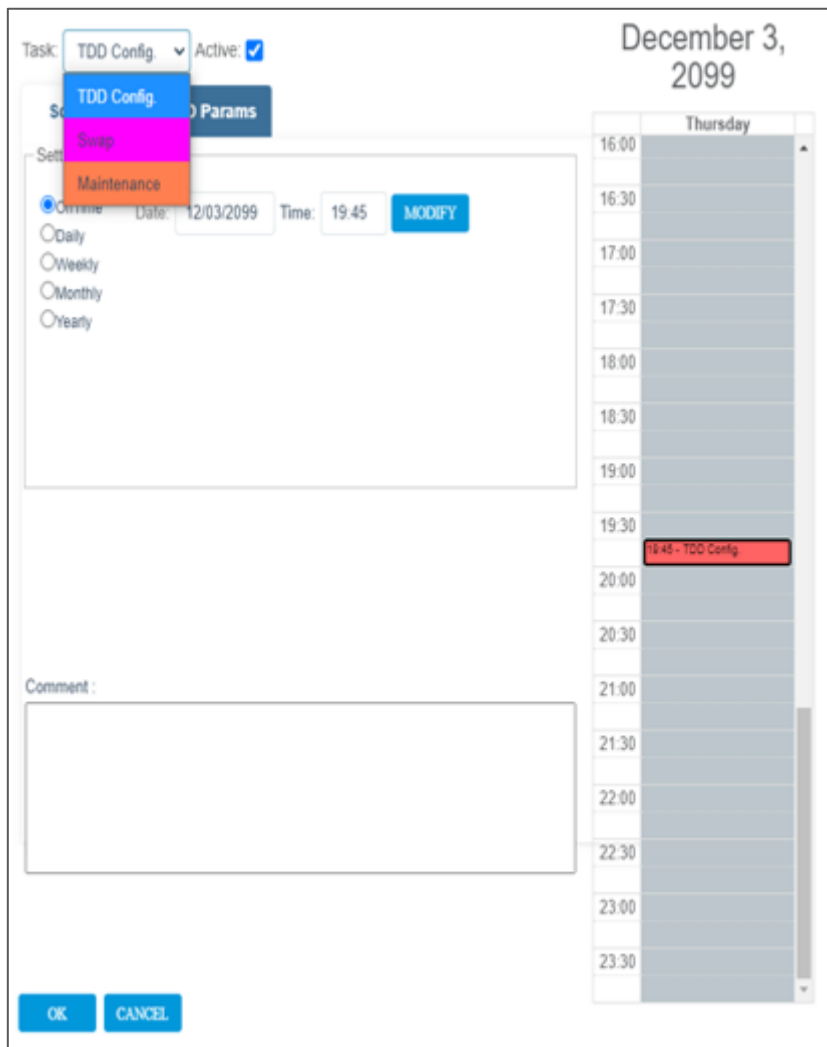 Task: TDD Config. Active:
TDD Config.
Swap
Maintenance
Params
OnTime Date: 12/03/2099 Time: 19:45 MODIFY
Daily
Weekly
Monthly
Yearly
Comment :
OK CANCEL
December 3,
2099
Thursday
16:00
16:30
17:00
17:30
18:00
18:30
19:00
19:30
19:45 - TDD Config.
20:00
20:30
21:00
21:30
22:00
22:30
23:00
23:30